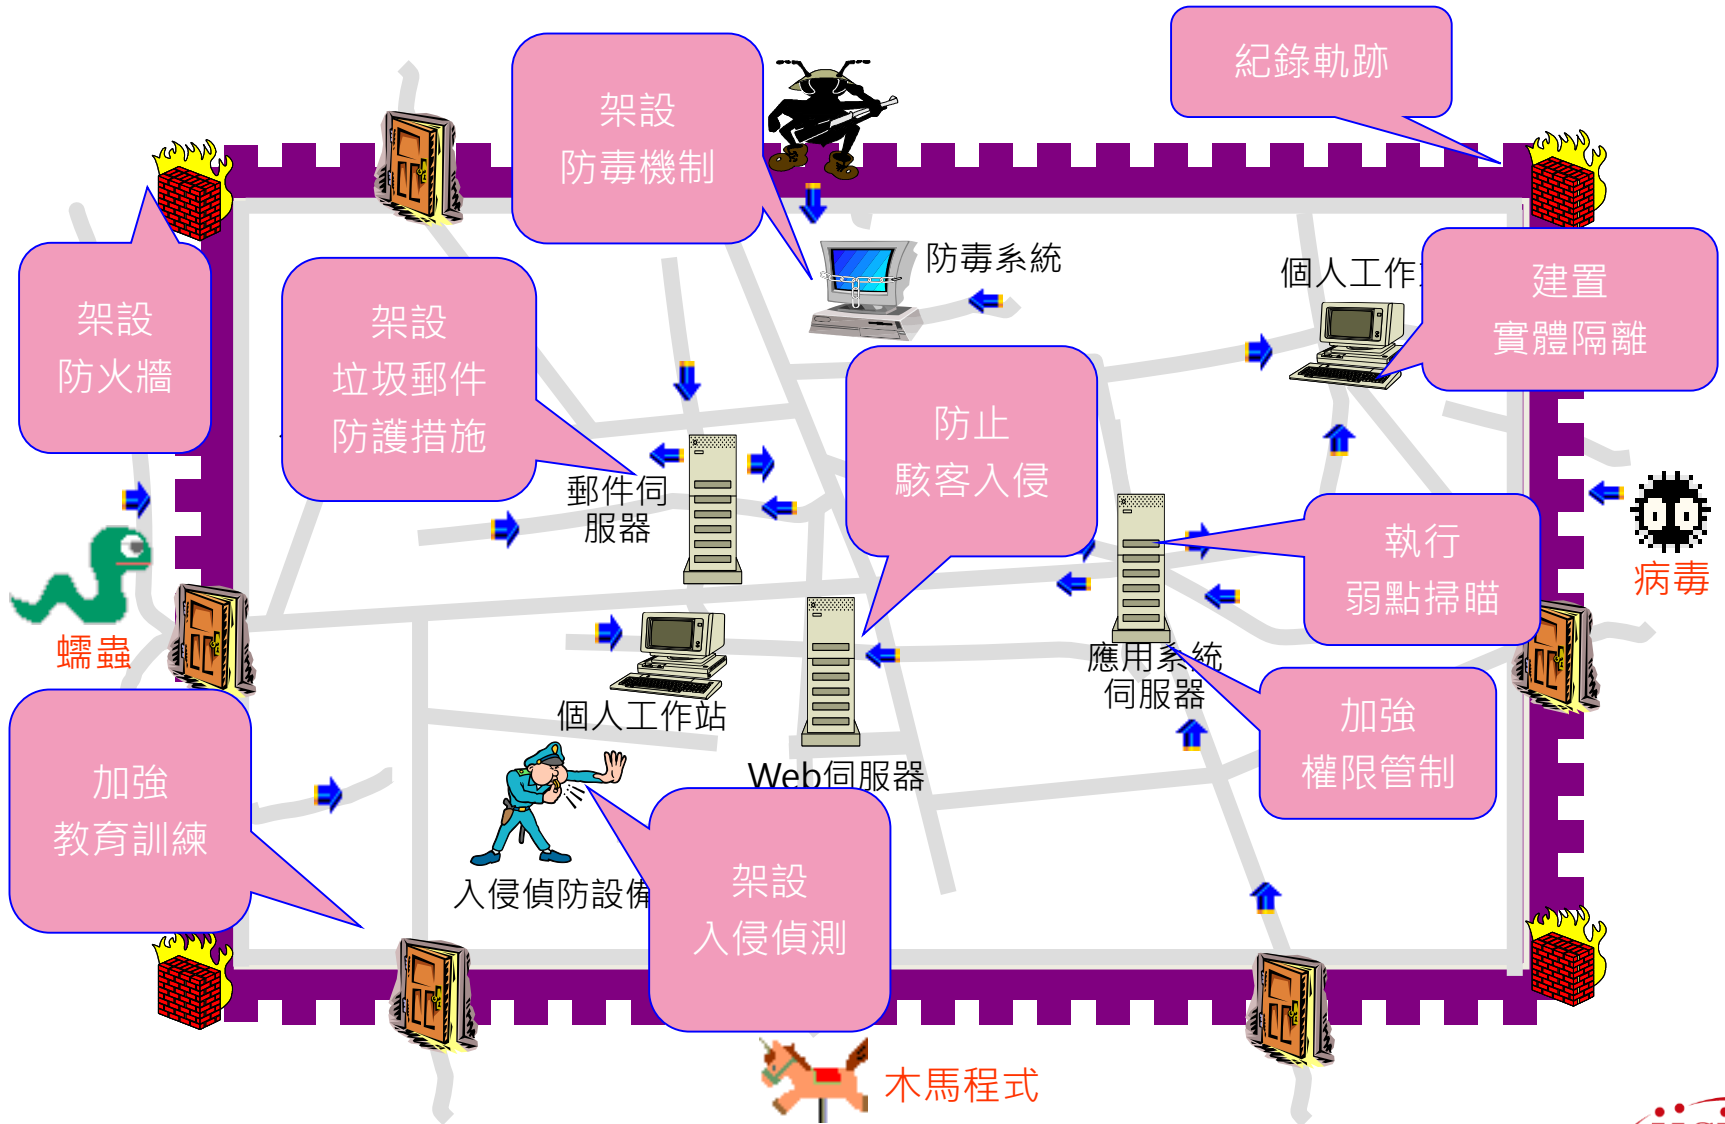 紀錄軌跡
架設
防毒機制
防毒系統
個人工作
建置
實體隔離
架設
防火牆
架設
垃圾郵件
防護措施
防止
駭客入侵
郵件伺
服器
執行
弱點掃瞄
病毒
蠕蟲
應用系統
伺服器
個人工作站
加強
權限管制
Web伺服器
加強
教育訓練
入侵偵防設備
架設
入侵偵測
木馬程式